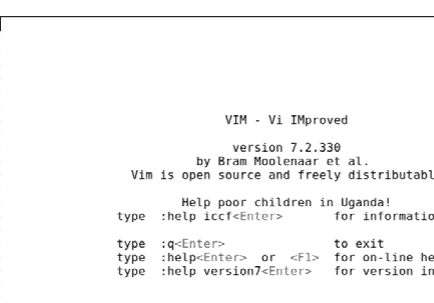 VIM - Vi IMproved
version 7.2.330
by Bram Moolenaar et al.
Vim is open source and freely distributabl
Help poor children in Uganda!
type :help iccf<Enter> for informatio
type :q<Enter> to exit
type :help<Enter> or <F1> for on-line he
type :help version7<Enter> for version in